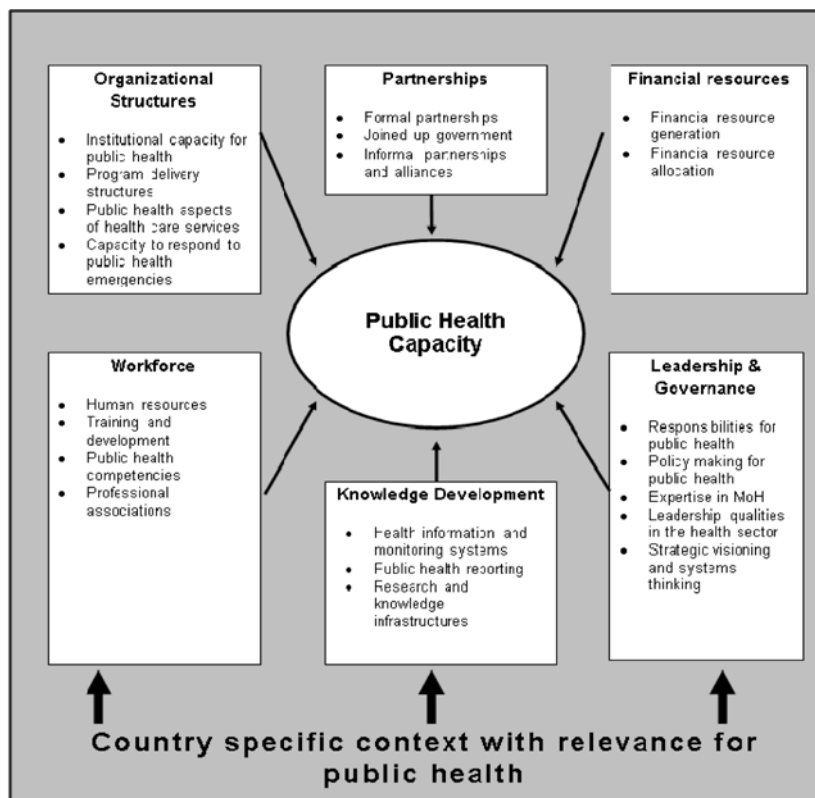 Organizational
Structures
• Institutional capacity for
public health
• Program delivery
structures
• Public health aspects
of health care services
• Capacity to respond to
public health
emergencies
Partnerships
• Formal partnerships
• Joined up government
• Informal partnerships
and alliances
Financial resources
• Financia resource
generation
• Financial resource
allocation
Public Health
Capacity
Workforce
• Human resources
• Training and
development
• Public health
competencies
• Professional
associations
Knowledge Development
• Health information and
monitoring systems
• Public health reporting
• Research and
knowledge
infrastructures
Leadership &
Governance
• Responsibilities for
public health
• Policy making for
public health
• Expertise in MoH
• Leadership qualities
in the health sector
• Strategic visioning
and systems
thinking
Country specific context with relevance for
public health